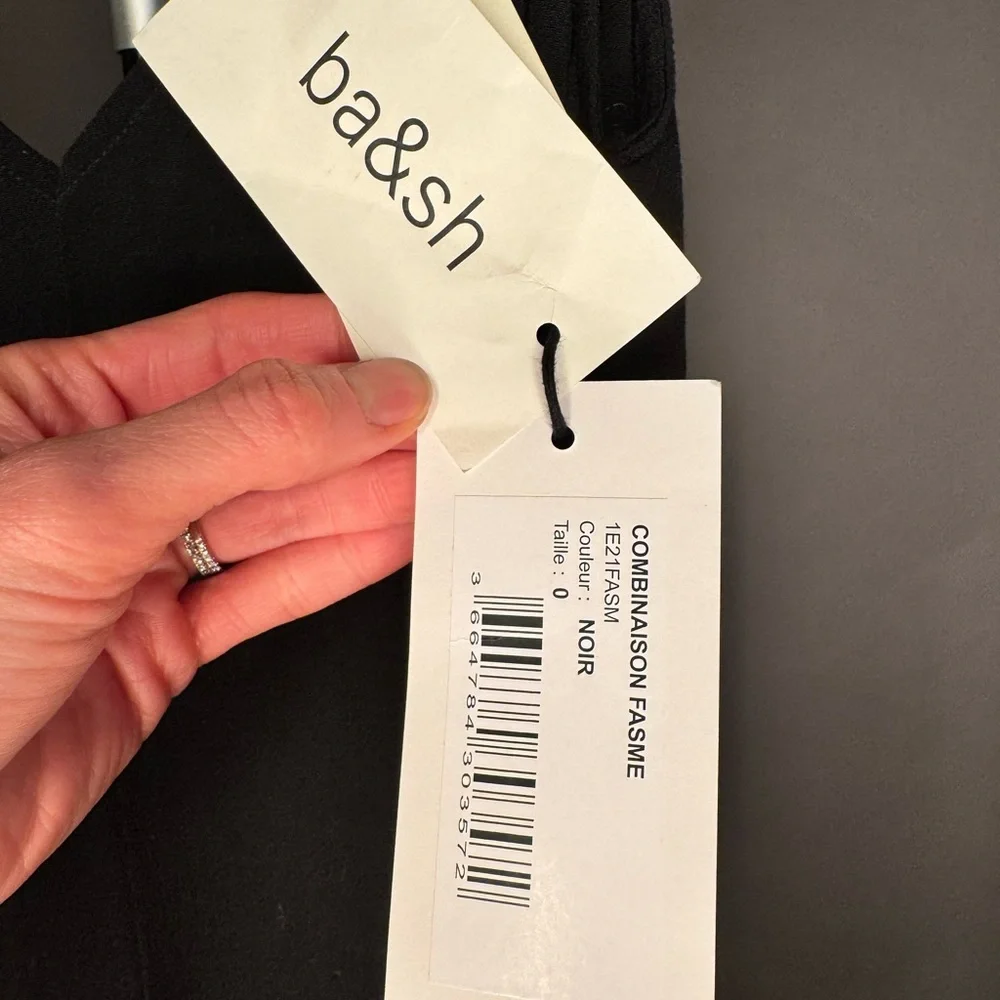 ba&sh
COMBINAISON FASME
1E21FASM
Couleur : NOIR
Taille : 0
3 664784 303572